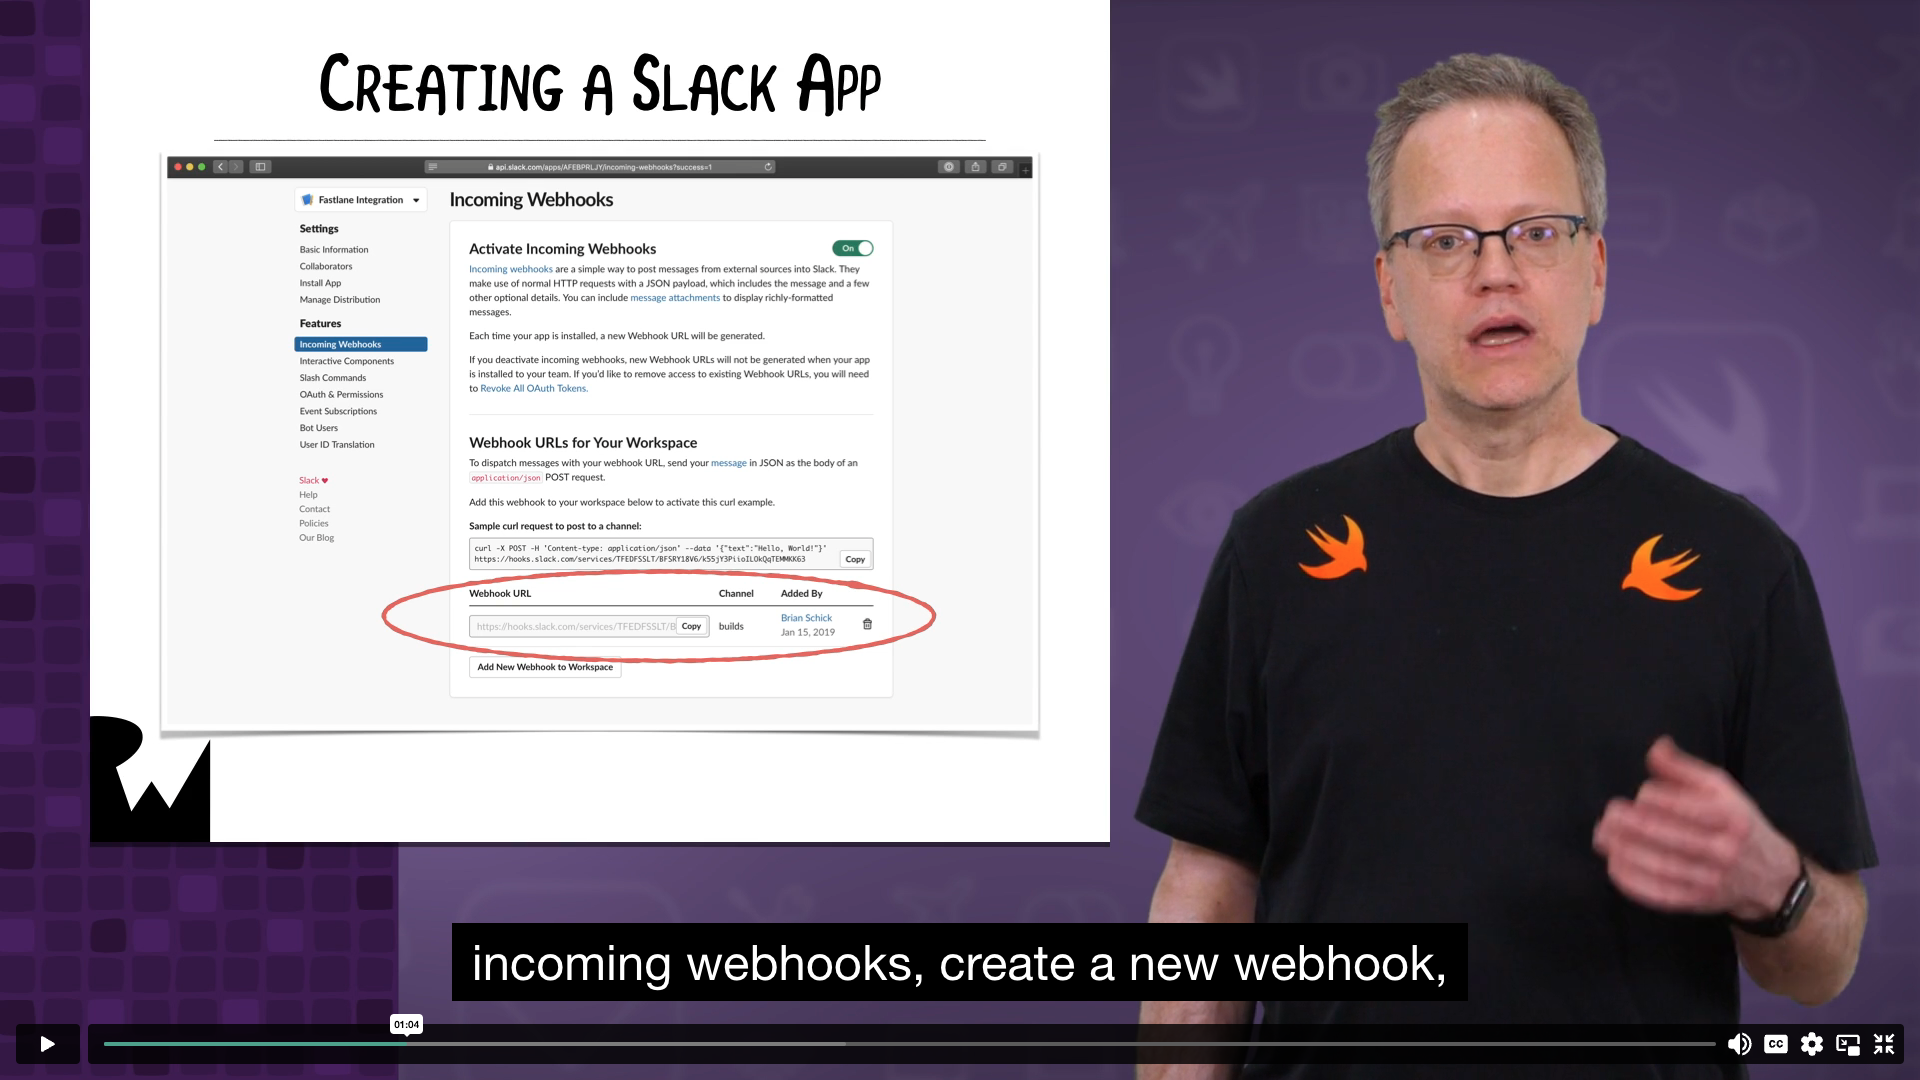 CREATING A SLACK APP
api.slack.com/apps/AFEBPRLJY/incoming-webhooks?success=1
Fastlane Integration
Settings
Basic Information
Collaborators
Install App
Manage Distribution
Features
Incoming Webhooks
Interactive Components
Slash Commands
OAuth & Permissions
Event Subscriptions
Bot Users
User ID Translation
Slack ♥
Help
Contact
Policies
Our Blog
Incoming Webhooks
Activate Incoming Webhooks
On
Incoming webhooks are a simple way to post messages from external sources into Slack. They
make use of normal HTTP requests with a JSON payload, which includes the message and a few
other optional details. You can include message attachments to display richly-formatted
messages.
Each time your app is installed, a new Webhook URL will be generated.
If you deactivate incoming webhooks, new Webhook URLs will not be generated when your app
is installed to your team. If you'd like to remove access to existing Webhook URLs, you will need
to Revoke All OAuth Tokens.
Webhook URLs for Your Workspace
To dispatch messages with your webhook URL, send your message in JSON as the body of an
application/json POST request.
Add this webhook to your workspace below to activate this curl example.
Sample curl request to post to a channel:
curl -X POST -H 'Content-type: application/json' --data '{"text":"Hello, World!"}'
https://hooks.slack.com/services/
Copy
Webhook URL Channel Added By
https://hooks.slack.com/services/TFEDFSSLT/B Copy builds Brian Schick
Jan 15, 2019
Add New Webhook to Workspace
RW
incoming webhooks, create a new webhook,
01:04
CC